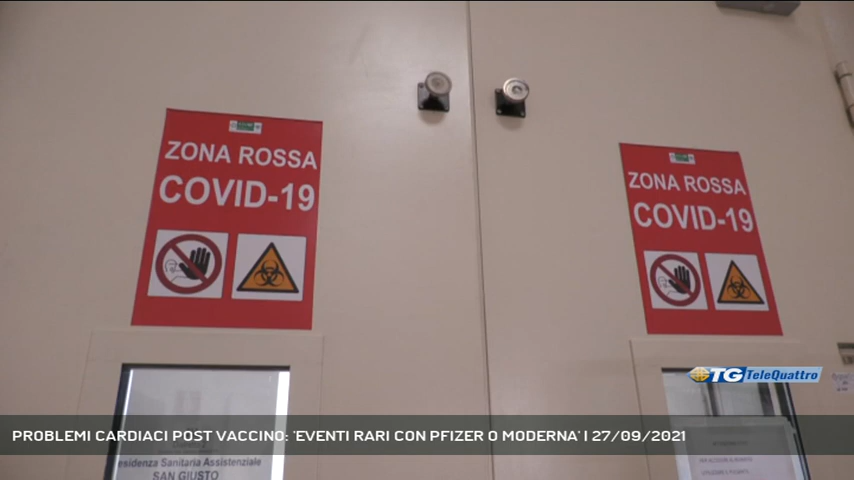 ZONA ROSSA
COVID-19
ZONA ROSSA
COVID-19
TG TeleQuattro
PROBLEMI CARDIACI POST VACCINO: 'EVENTI RARI CON PFIZER O MODERNA' | 27/09/2021
Residenza Sanitaria Assistenziale
SAN GIUSTO